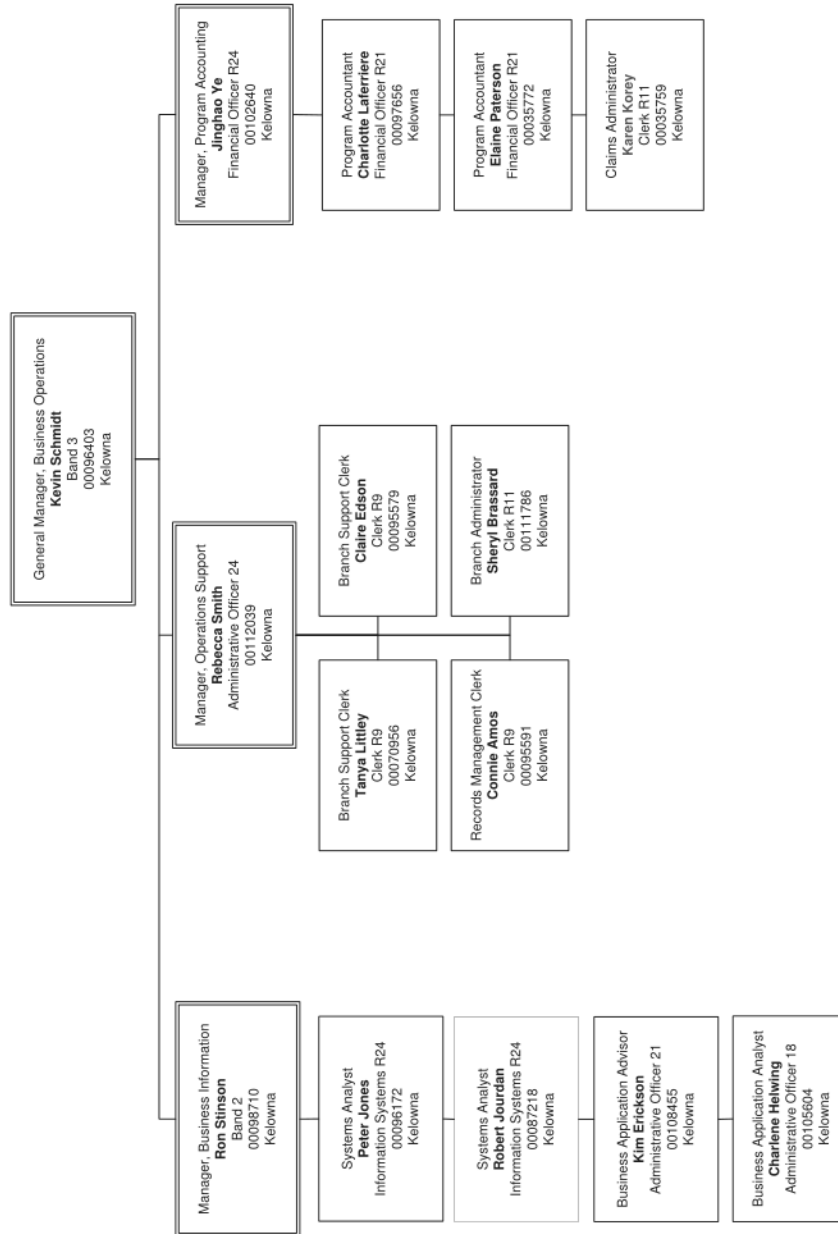 General Manager, Business Operations
Kevin Schmidt
Band 3
00096403
Kelowna
Manager, Business Information
Ron Stinson
Band 2
00098710
Kelowna
Systems Analyst
Peter Jones
Information Systems R24
00096172
Kelowna
Systems Analyst
Robert Jourdan
Information Systems R24
00087218
Kelowna
Business Application Advisor
Kim Erickson
Administrative Officer 21
00108455
Kelowna
Business Application Analyst
Charlene Helwing
Administrative Officer 18
00105604
Kelowna
Manager, Operations Support
Rebecca Smith
Administrative Officer 24
00112039
Kelowna
Branch Support Clerk
Tanya Littley
Clerk R9
00070956
Kelowna
Branch Support Clerk
Claire Edson
Clerk R9
00095579
Kelowna
Records Management Clerk
Connie Amos
Clerk R9
00095591
Kelowna
Branch Administrator
Sheryl Brassard
Clerk R11
00111786
Kelowna
Manager, Program Accounting
Jinghao Ye
Financial Officer R24
00102640
Kelowna
Program Accountant
Charlotte Laferriere
Financial Officer R21
00097656
Kelowna
Program Accountant
Elaine Paterson
Financial Officer R21
00035772
Kelowna
Claims Administrator
Karen Korey
Clerk R11
00035759
Kelowna